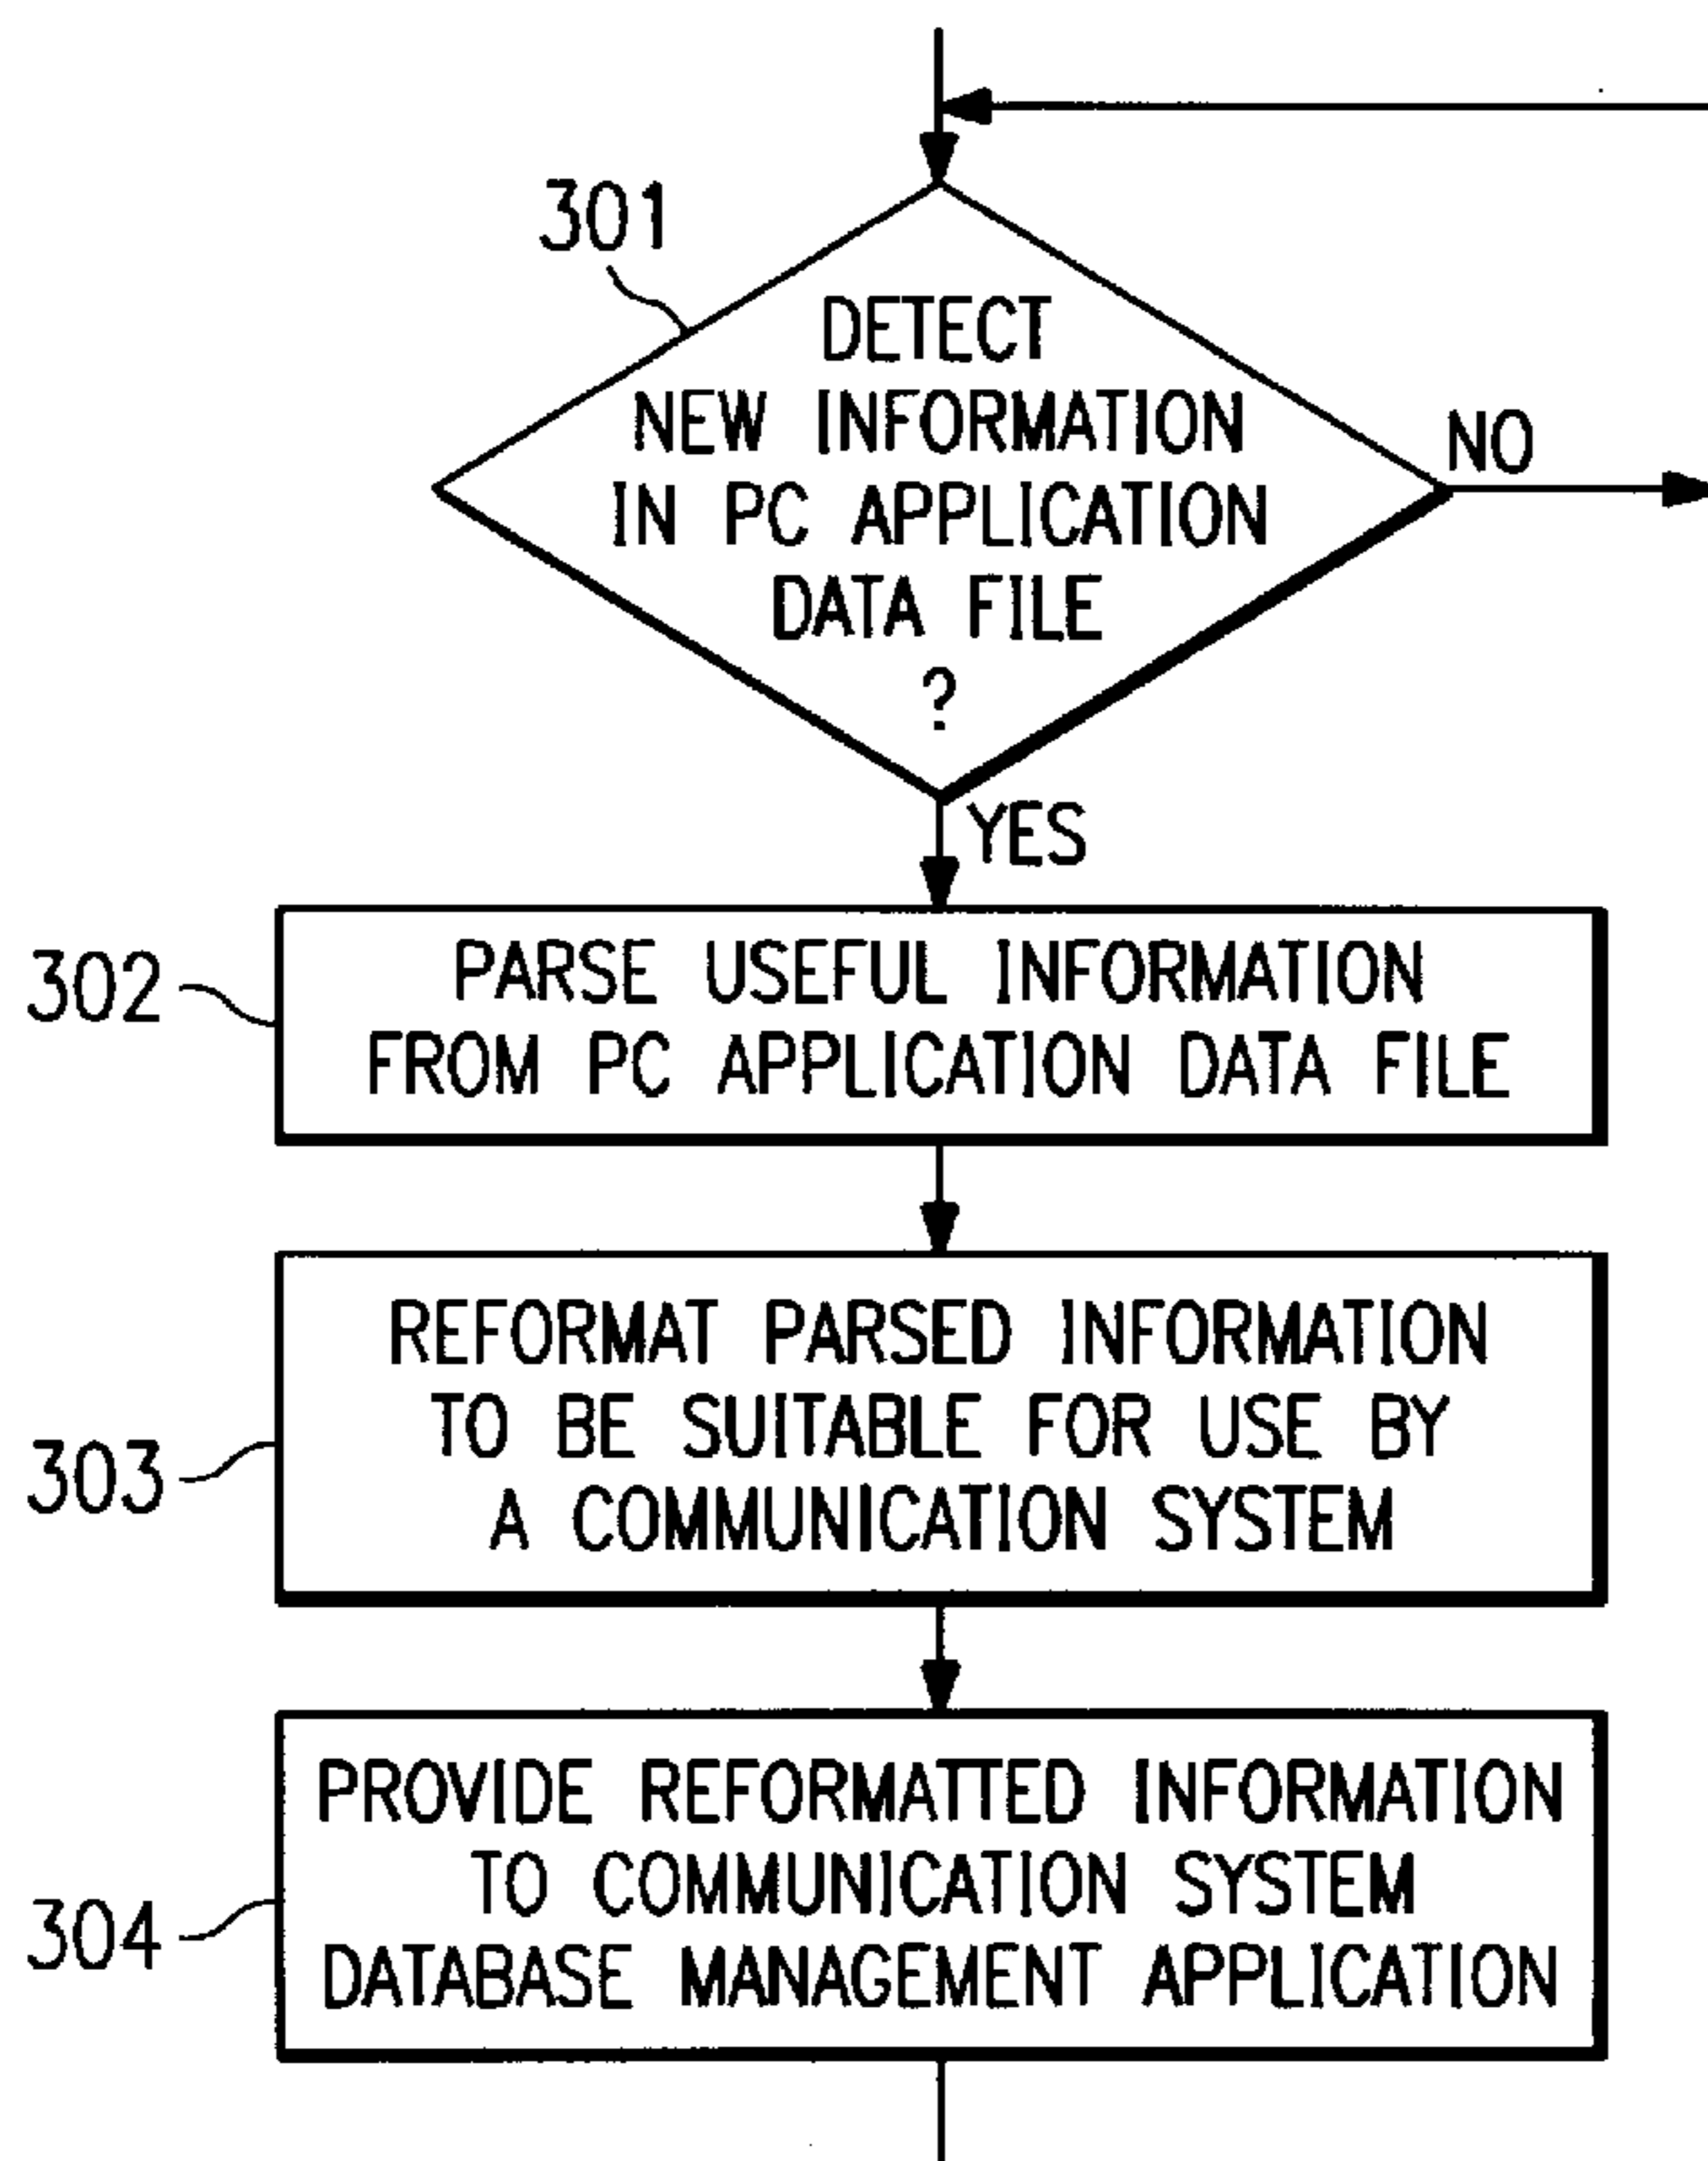 301
DETECT
NEW INFORMATION
IN PC APPLICATION
DATA FILE
?
NO
YES
302
PARSE USEFUL INFORMATION
FROM PC APPLICATION DATA FILE
303
REFORMAT PARSED INFORMATION
TO BE SUITABLE FOR USE BY
A COMMUNICATION SYSTEM
304
PROVIDE REFORMATTED INFORMATION
TO COMMUNICATION SYSTEM
DATABASE MANAGEMENT APPLICATION